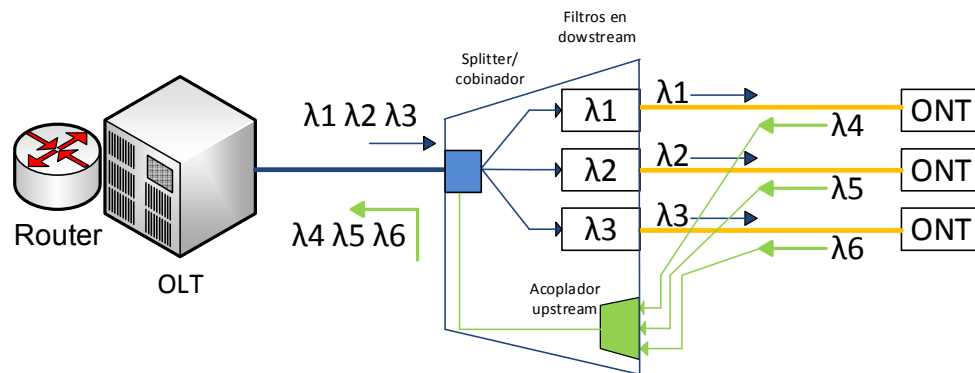 Filtros en
dowstream
Splitter/
cobinador
λ1 λ2 λ3
λ1
λ1
ONT
λ4
λ2
λ2
ONT
λ5
λ3
λ3
ONT
λ6
Router
OLT
λ4 λ5 λ6
Acoplador
upstream